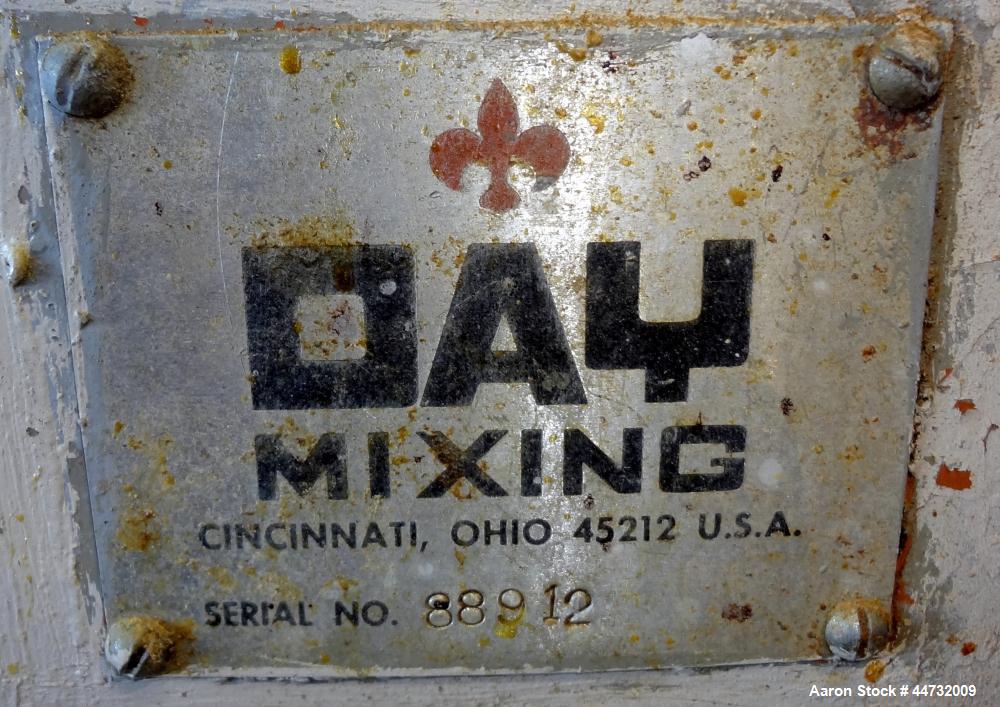 DAY
MIXING
CINCINNATI, OHIO 45212 U.S.A.
SERIAL NO. 88912
Aaron Stock # 44732009